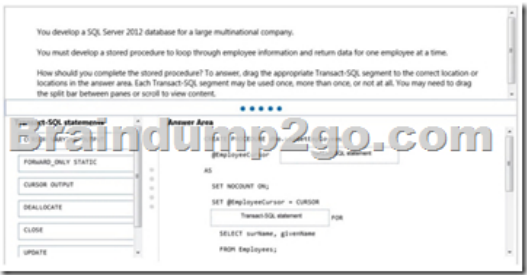 You develop a SQL Server 2012 database for a large multinational company.
You must develop a stored procedure to loop through employee information and return data for one employee at a time.
How should you complete the stored procedure? To answer, drag the appropriate Transact-SQL segment to the correct location or
locations in the answer area. Each Transact-SQL segment may be used once, more than once, or not at all. You may need to drag
the split bar between panes or scroll to view content.
Transact-SQL statements
Answer Area
Braindump2go.com
@EmployeeCursor
SQL statement
FORWARD_ONLY STATIC
AS
CURSOR OUTPUT
SET NOCOUNT ON;
SET @EmployeeCursor = CURSOR
DEALLOCATE
Transact-SQL statement FOR
CLOSE
SELECT surName, givenName
UPDATE
FROM Employees;